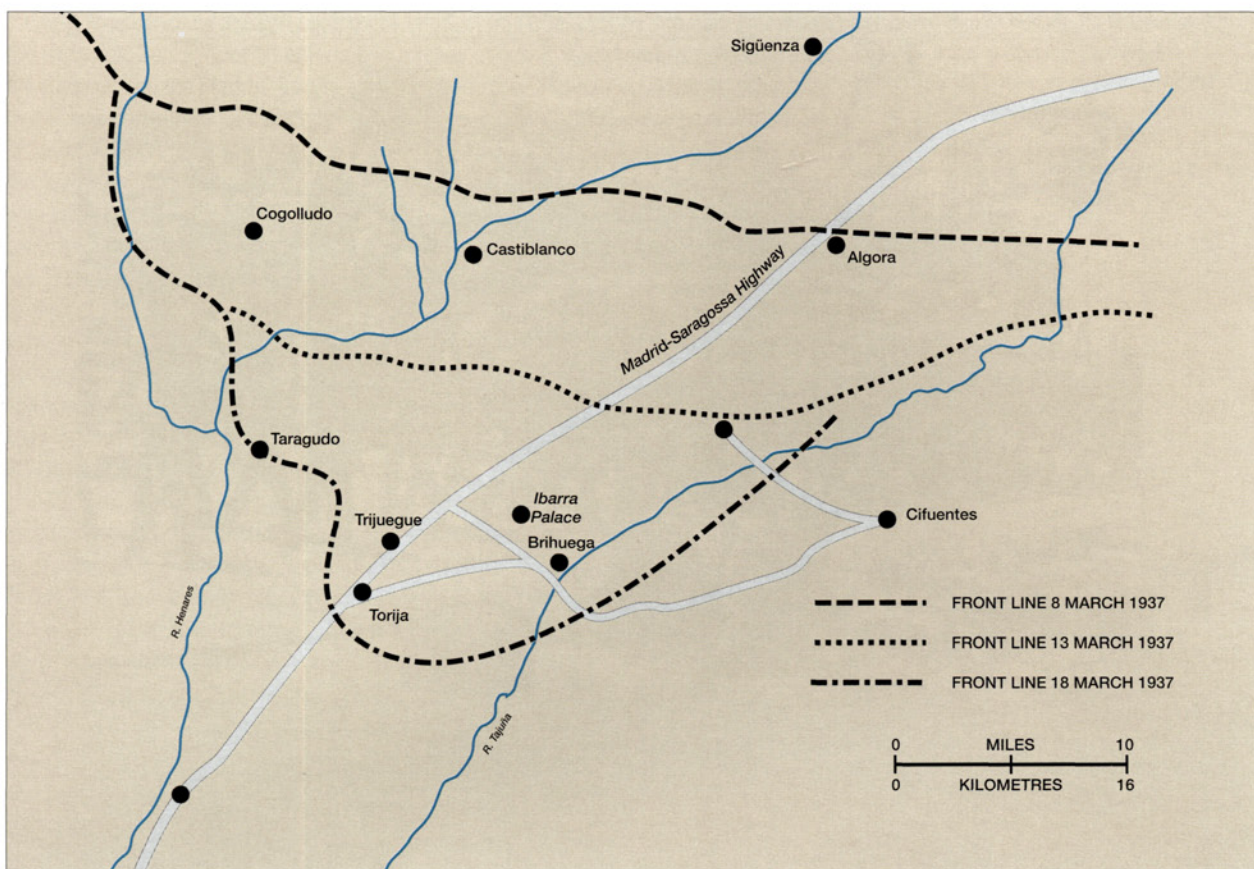 Sigüenza
Cogolludo
Castiblanco
Algora
Madrid-Saragossa Highway
Taragudo
Ibarra
Palace
Trijuegue
Brihuega
Cifuentes
Torija
R. Henares
R. Tajuña
FRONT LINE 8 MARCH 1937
FRONT LINE 13 MARCH 1937
FRONT LINE 18 MARCH 1937
0 MILES 10
0 KILOMETRES 16